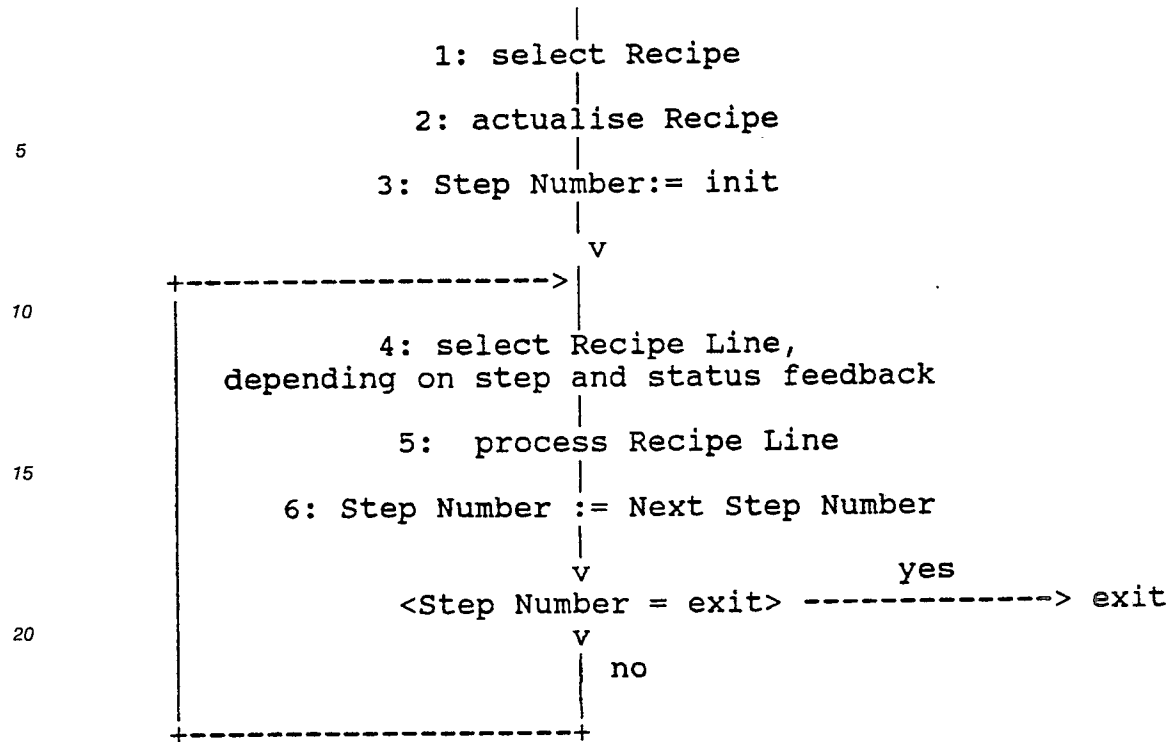 1: select Recipe
2: actualise Recipe
5
3: Step Number:= init
v
+---------------------->
10
4: select Recipe Line,
depending on step and status feedback
5:  process Recipe Line
15
6: Step Number := Next Step Number
v
yes
<Step Number = exit> -------------> exit
20
v
no
+-----------------------+